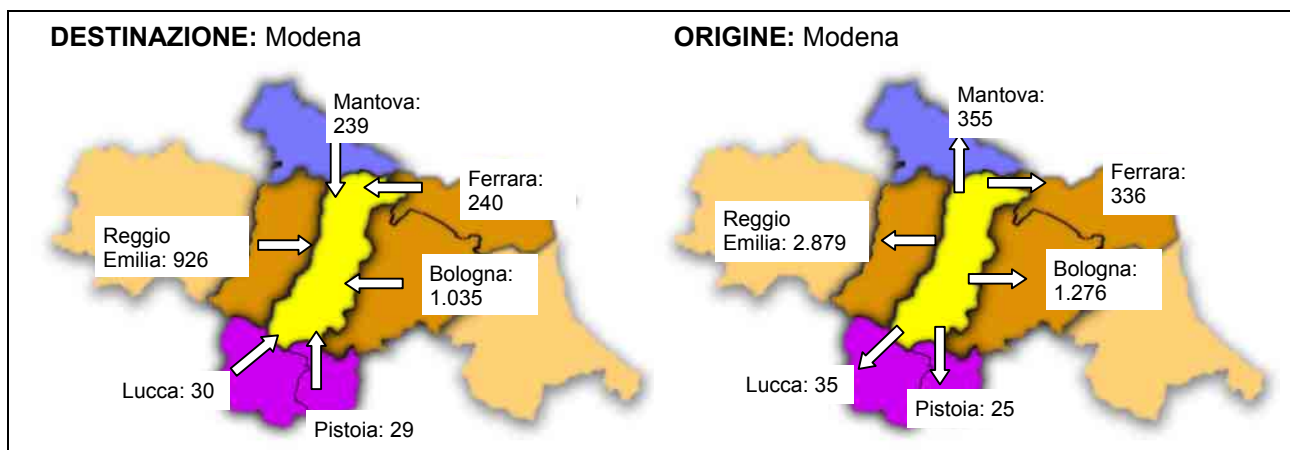 DESTINAZIONE: Modena
Mantova:
239
Ferrara:
240
Reggio
Emilia: 926
Bologna:
1.035
Lucca: 30
Pistoia: 29
ORIGINE: Modena
Mantova:
355
Ferrara:
336
Reggio
Emilia: 2.879
Bologna:
1.276
Lucca: 35
Pistoia: 25